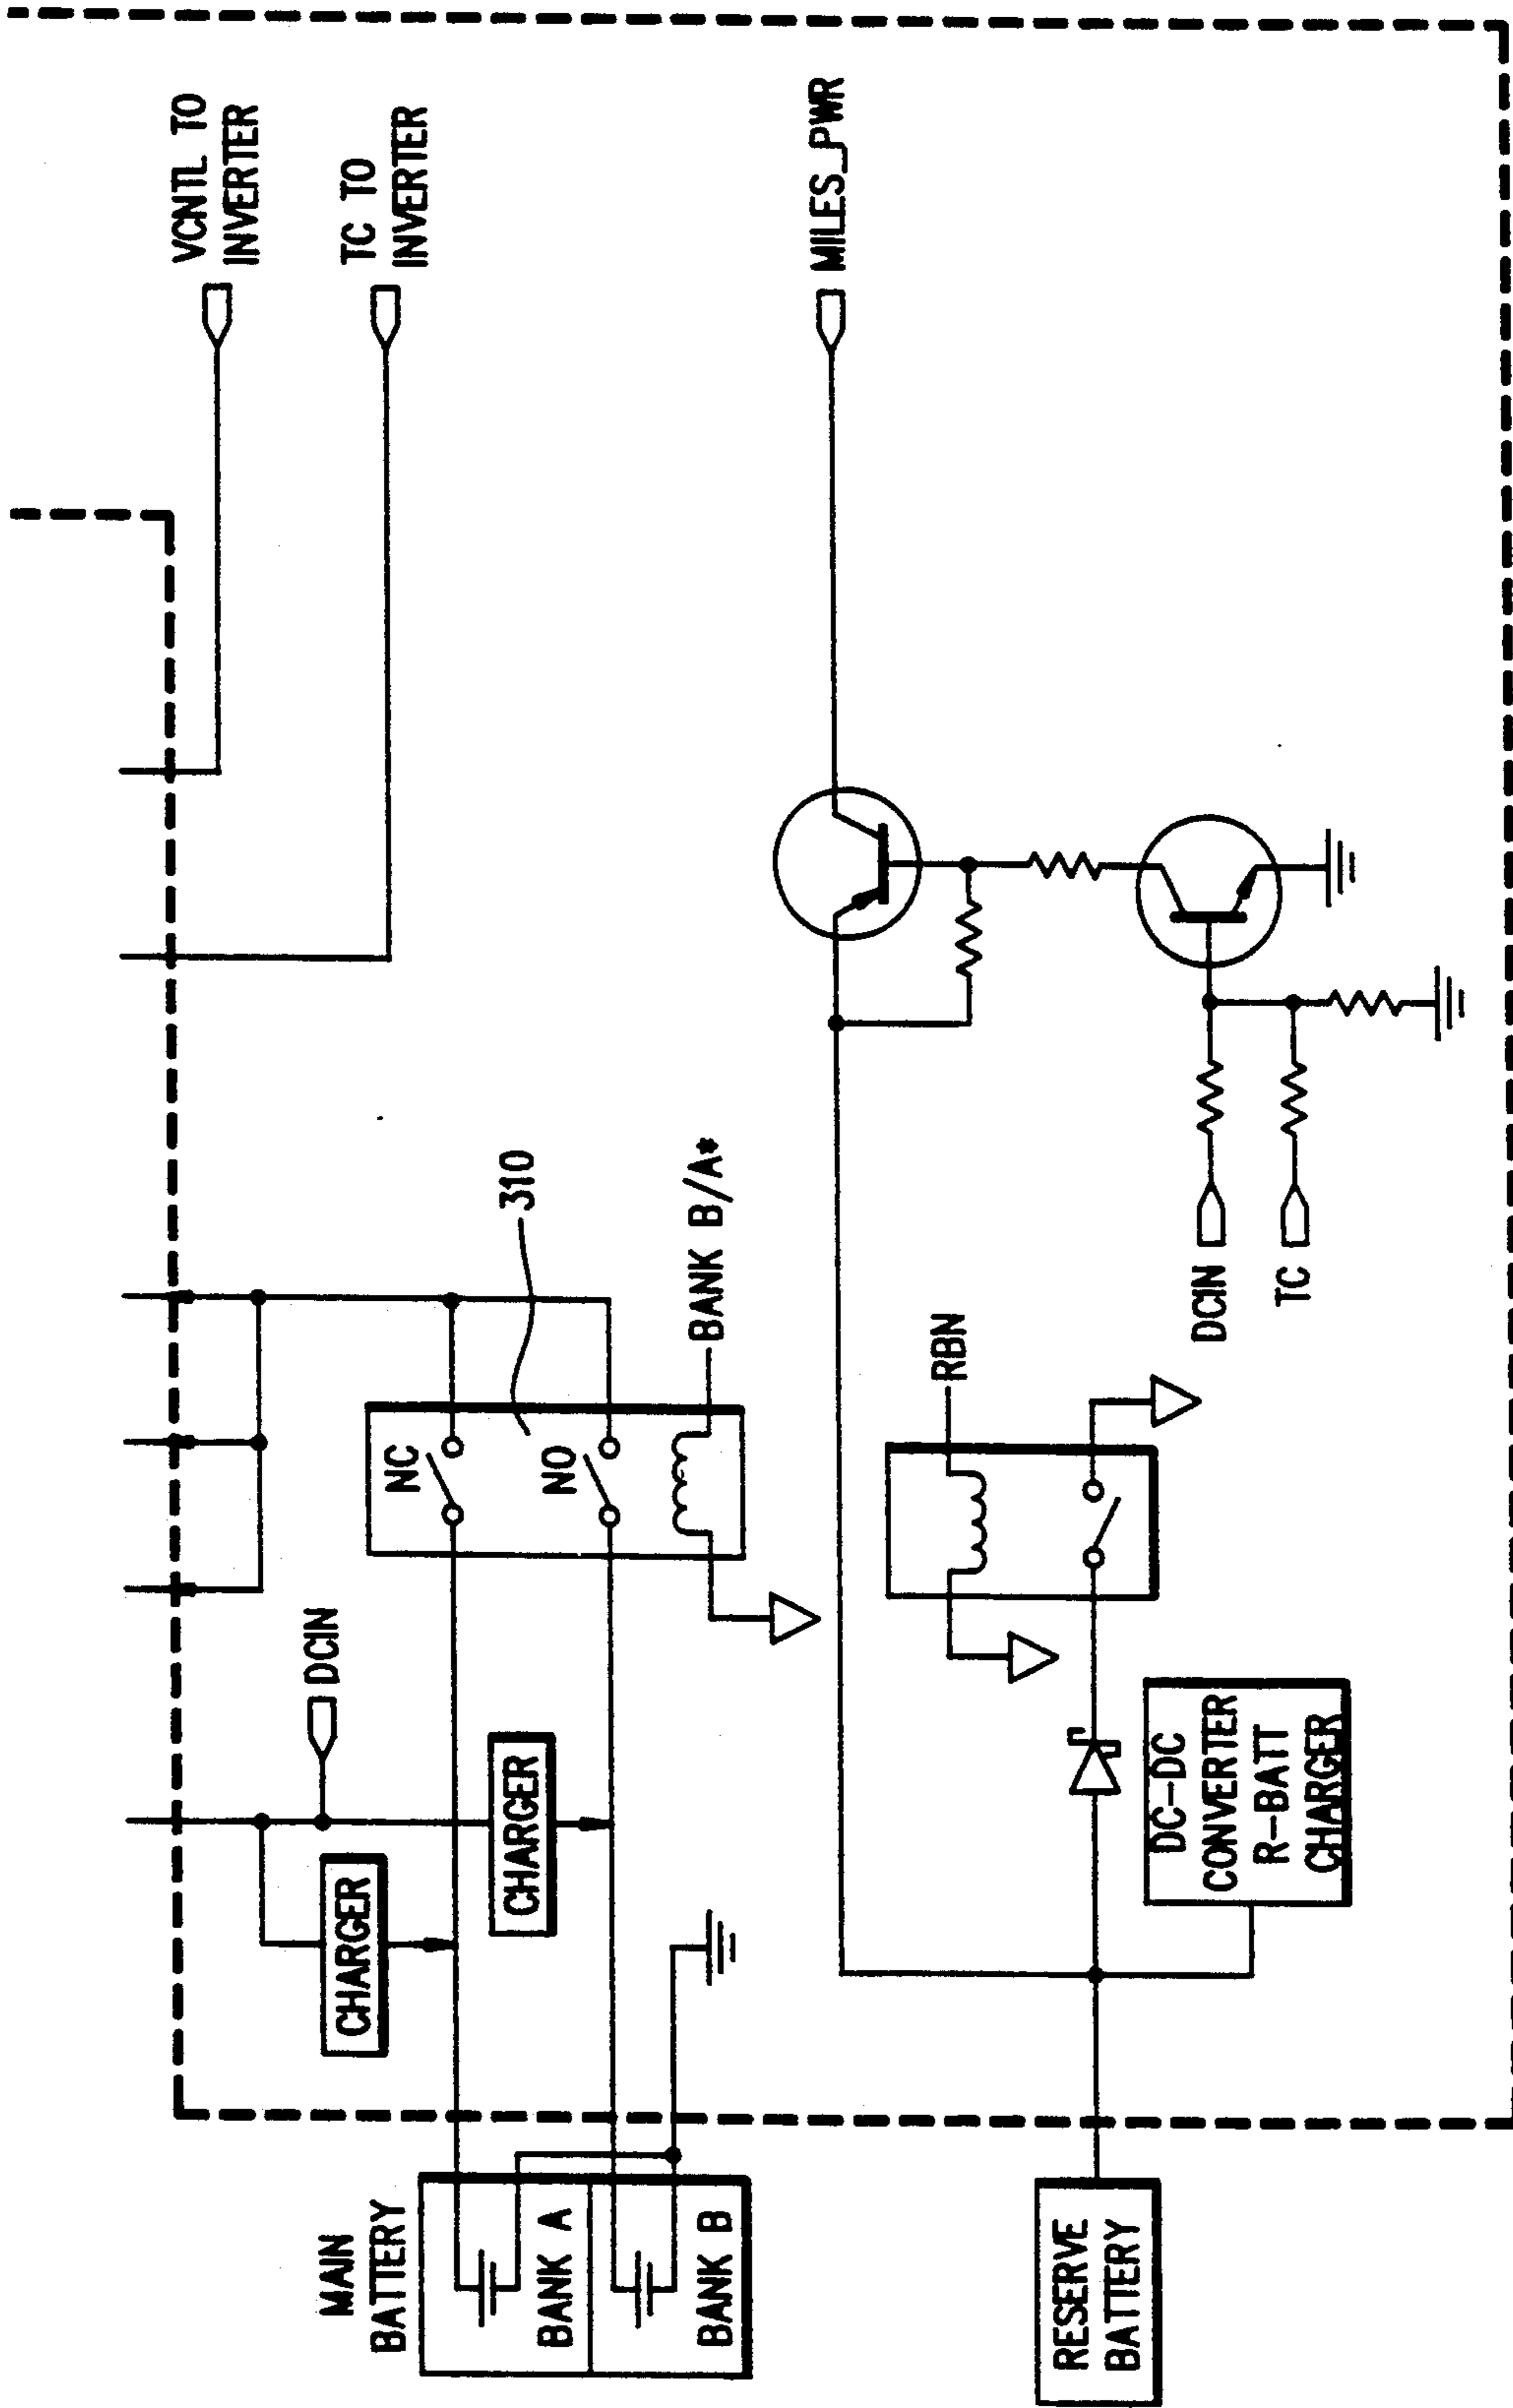 VCNTL TO
INVERTER
TC TO
INVERTER
DCIN
310
CHARGER
NC
CHARGER
NO
BANK B/A*
MAIN
BATTERY
BANK A
BANK B
MILES_PWR
RBN
DCIN
TC
DC-DC
CONVERTER
R-BATT
CHARGER
RESERVE
BATTERY